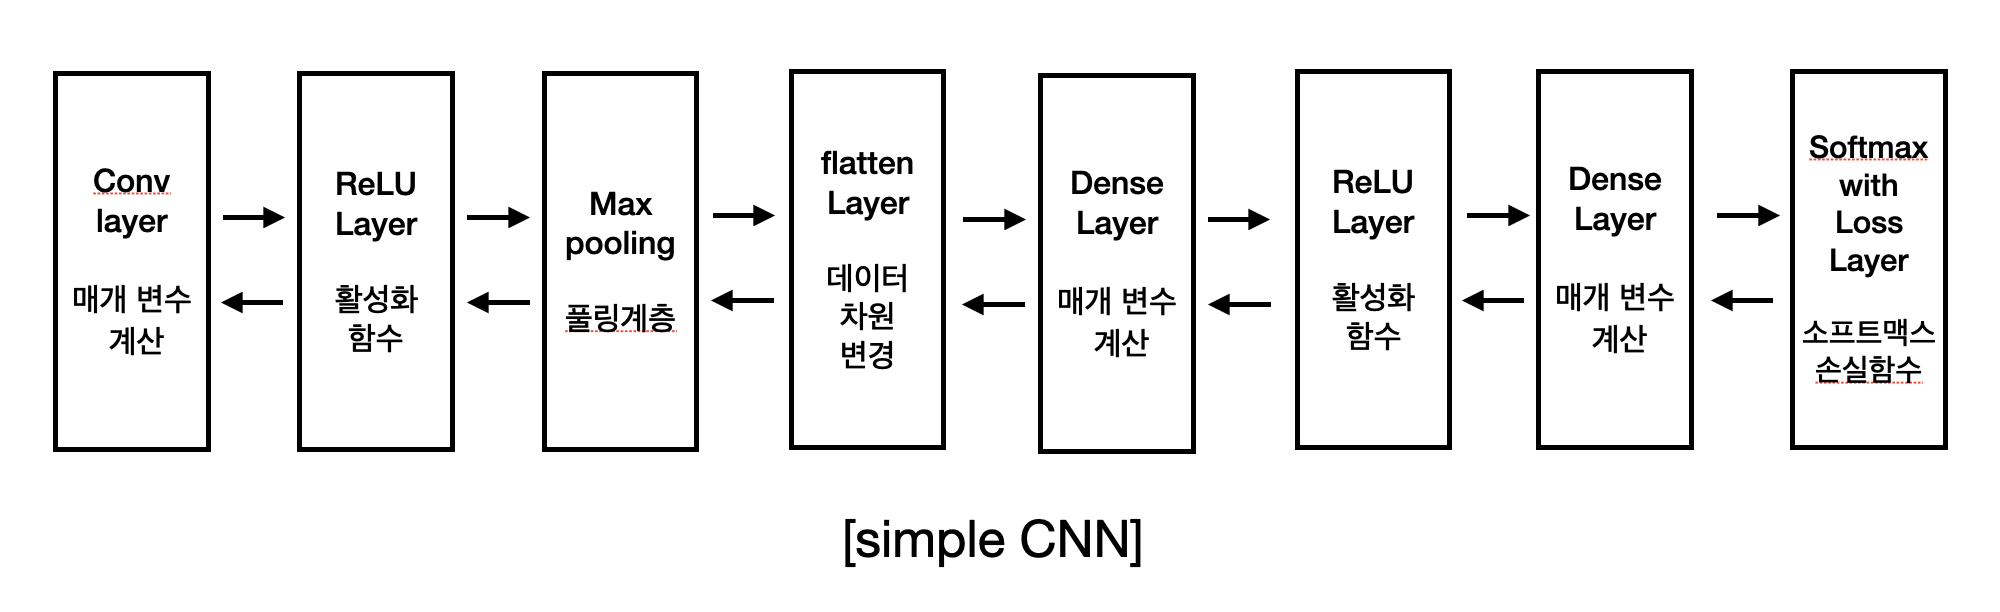 Conv
layer
매개 변수
계산
ReLU
Layer
활성화
함수
Max
pooling
풀링계층
flatten
Layer
데이터
차원
변경
Dense
Layer
매개 변수
계산
ReLU
Layer
활성화
함수
Dense
Layer
매개 변수
계산
Softmax
with
Loss
Layer
소프트맥스
손실함수
[simple CNN]